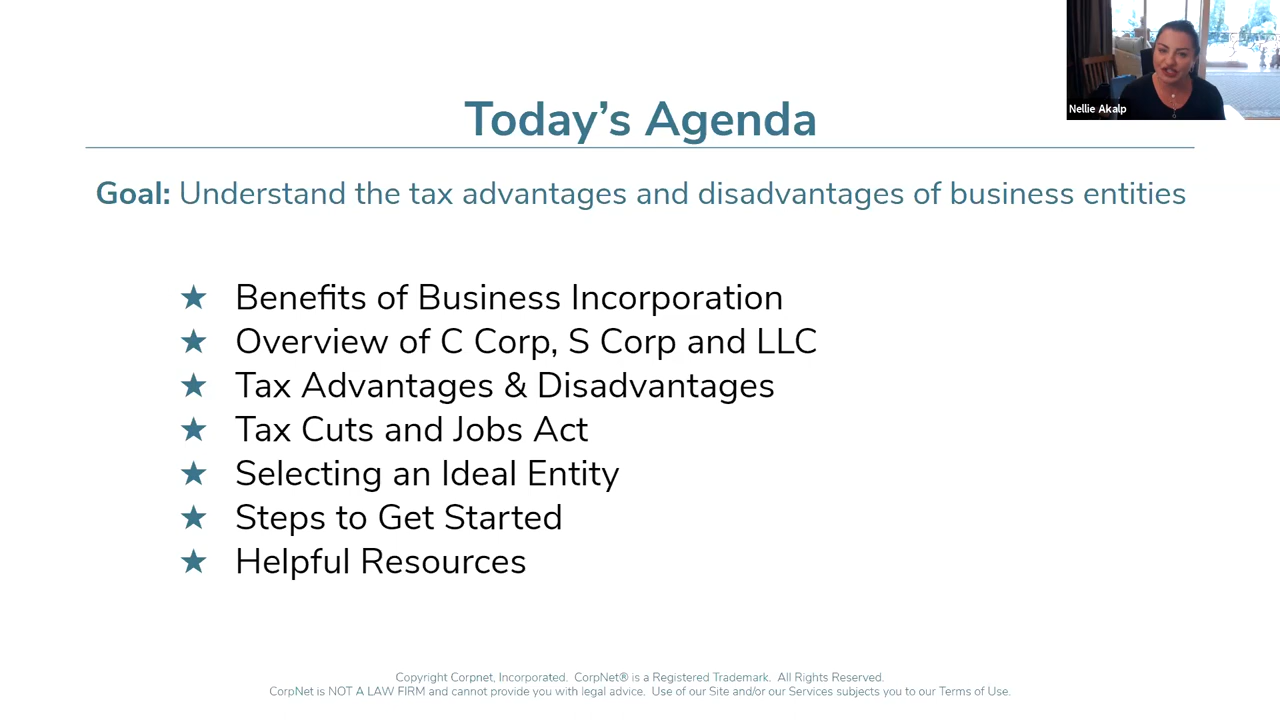 Nellie Akalp
Today's Agenda
Goal: Understand the tax advantages and disadvantages of business entities
★ Benefits of Business Incorporation
★ Overview of C Corp, S Corp and LLC
★ Tax Advantages & Disadvantages
★ Tax Cuts and Jobs Act
★ Selecting an Ideal Entity
★ Steps to Get Started
★ Helpful Resources
Copyright Corpnet, Incorporated. CorpNet® is a Registered Trademark. All Rights Reserved.
CorpNet is NOT A LAW FIRM and cannot provide you with legal advice. Use of our Site and/or our Services subjects you to our Terms of Use.